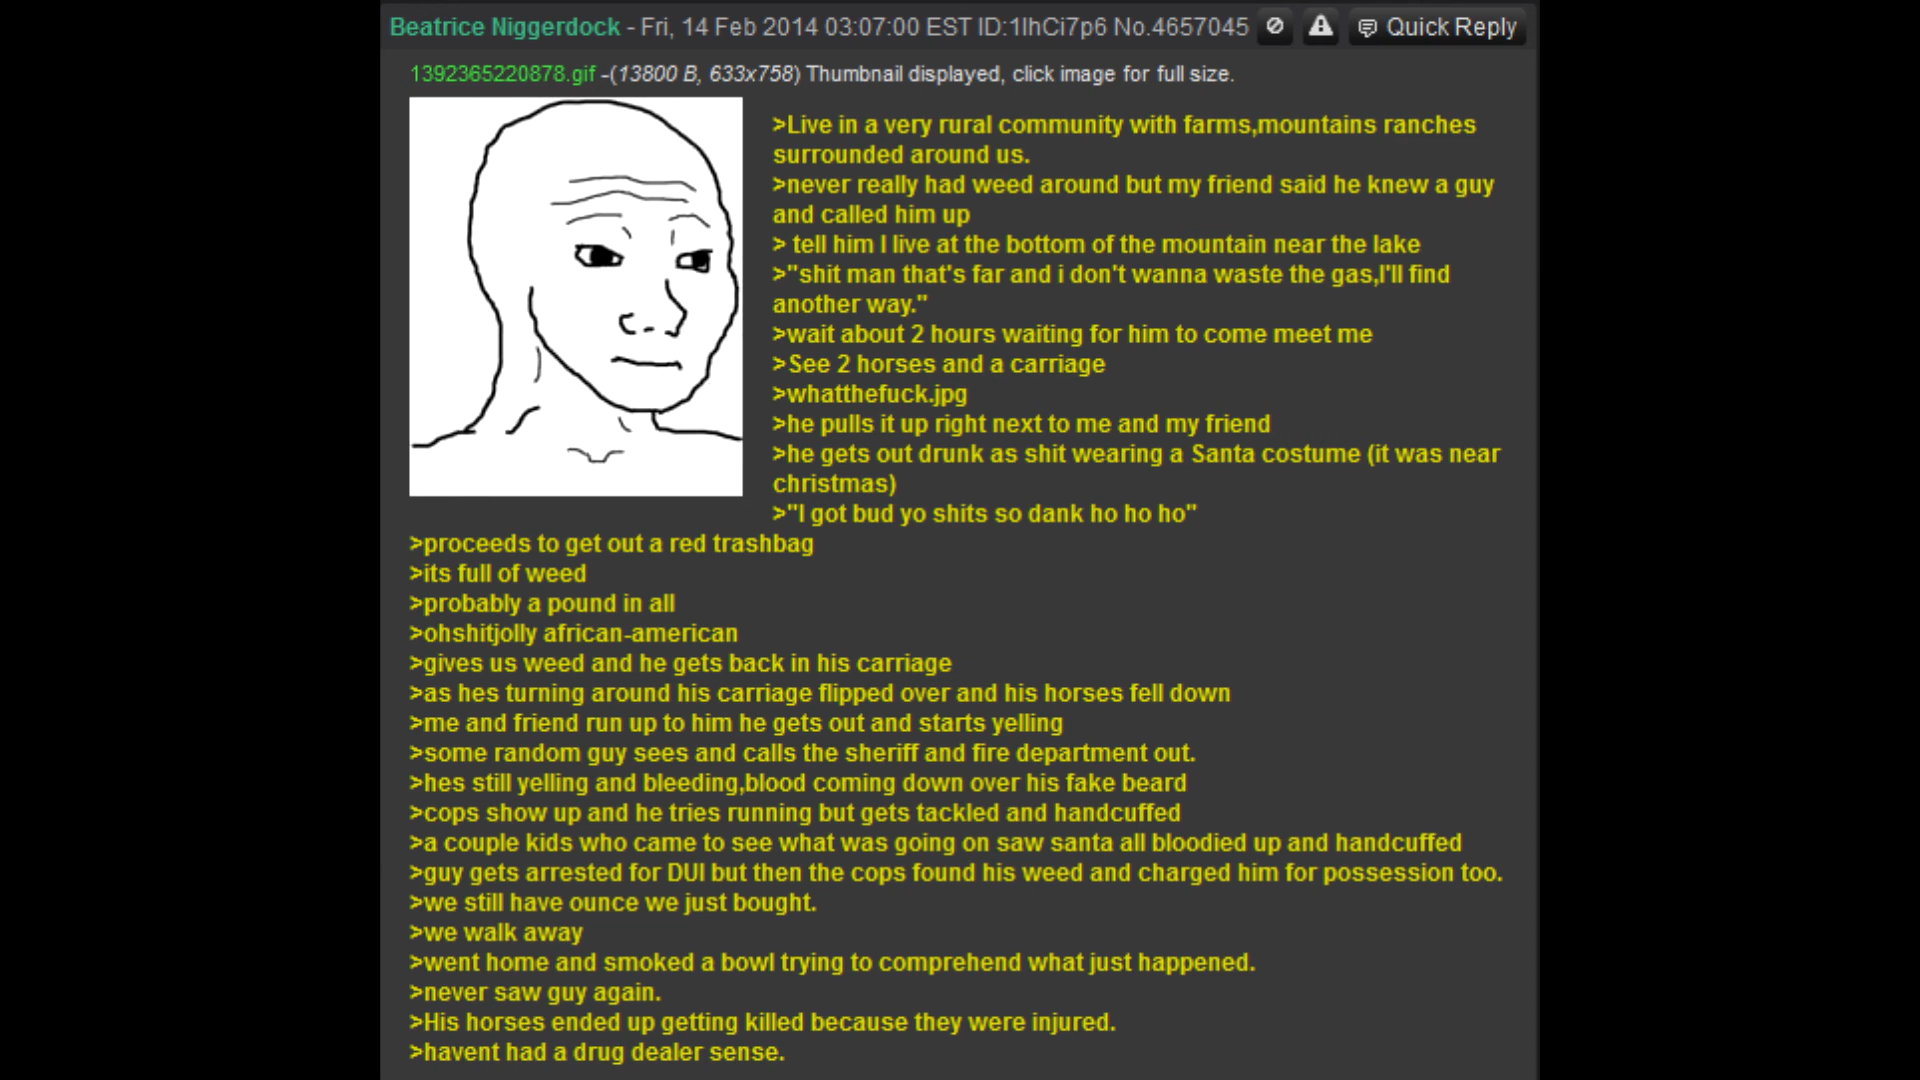 Beatrice Niggerdock - Fri, 14 Feb 2014 03:07:00 EST ID:1lhCi7p6 No.4657045 Quick Reply
1392365220878.gif -(13800 B, 633x758) Thumbnail displayed, click image for full size.
>Live in a very rural community with farms,mountains ranches
surrounded around us.
>never really had weed around but my friend said he knew a guy
and called him up
> tell him I live at the bottom of the mountain near the lake
>"shit man that's far and i don't wanna waste the gas,I'll find
another way."
>wait about 2 hours waiting for him to come meet me
>See 2 horses and a carriage
>whatthefuck.jpg
>he pulls it up right next to me and my friend
>he gets out drunk as shit wearing a Santa costume (it was near
christmas)
>"I got bud yo shits so dank ho ho ho"
>proceeds to get out a red trashbag
>its full of weed
>probably a pound in all
>ohshitjolly african-american
>gives us weed and he gets back in his carriage
>as hes turning around his carriage flipped over and his horses fell down
>me and friend run up to him he gets out and starts yelling
>some random guy sees and calls the sheriff and fire department out.
>hes still yelling and bleeding,blood coming down over his fake beard
>cops show up and he tries running but gets tackled and handcuffed
>a couple kids who came to see what was going on saw santa all bloodied up and handcuffed
>guy gets arrested for DUI but then the cops found his weed and charged him for possession too.
>we still have ounce we just bought.
>we walk away
>went home and smoked a bowl trying to comprehend what just happened.
>never saw guy again.
>His horses ended up getting killed because they were injured.
>havent had a drug dealer sense.